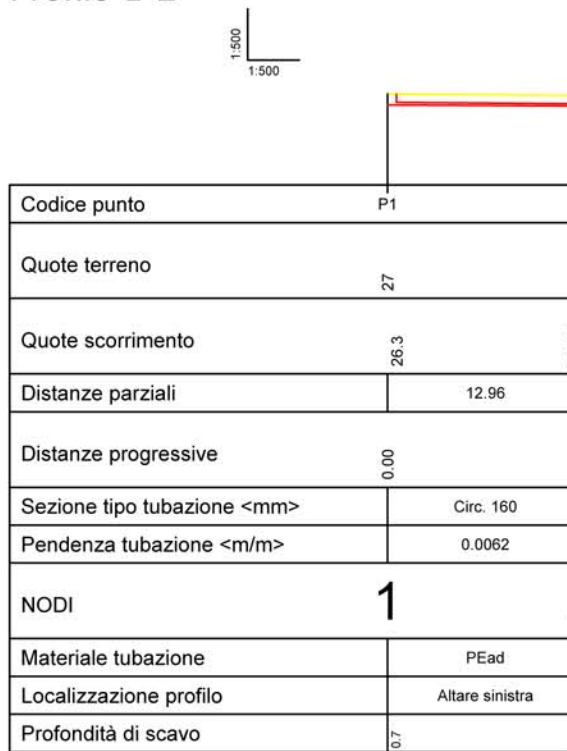 1:500
1:500
Codice punto P1
Quote terreno 27
Quote scorrimento 26.3
Distanze parziali 12.96
Distanze progressive 0.00
Sezione tipo tubazione <mm> Circ. 160
Pendenza tubazione <m/m> 0.0062
NODI 1
Materiale tubazione PEad
Localizzazione profilo Altare sinistra
Profondità di scavo 0.7